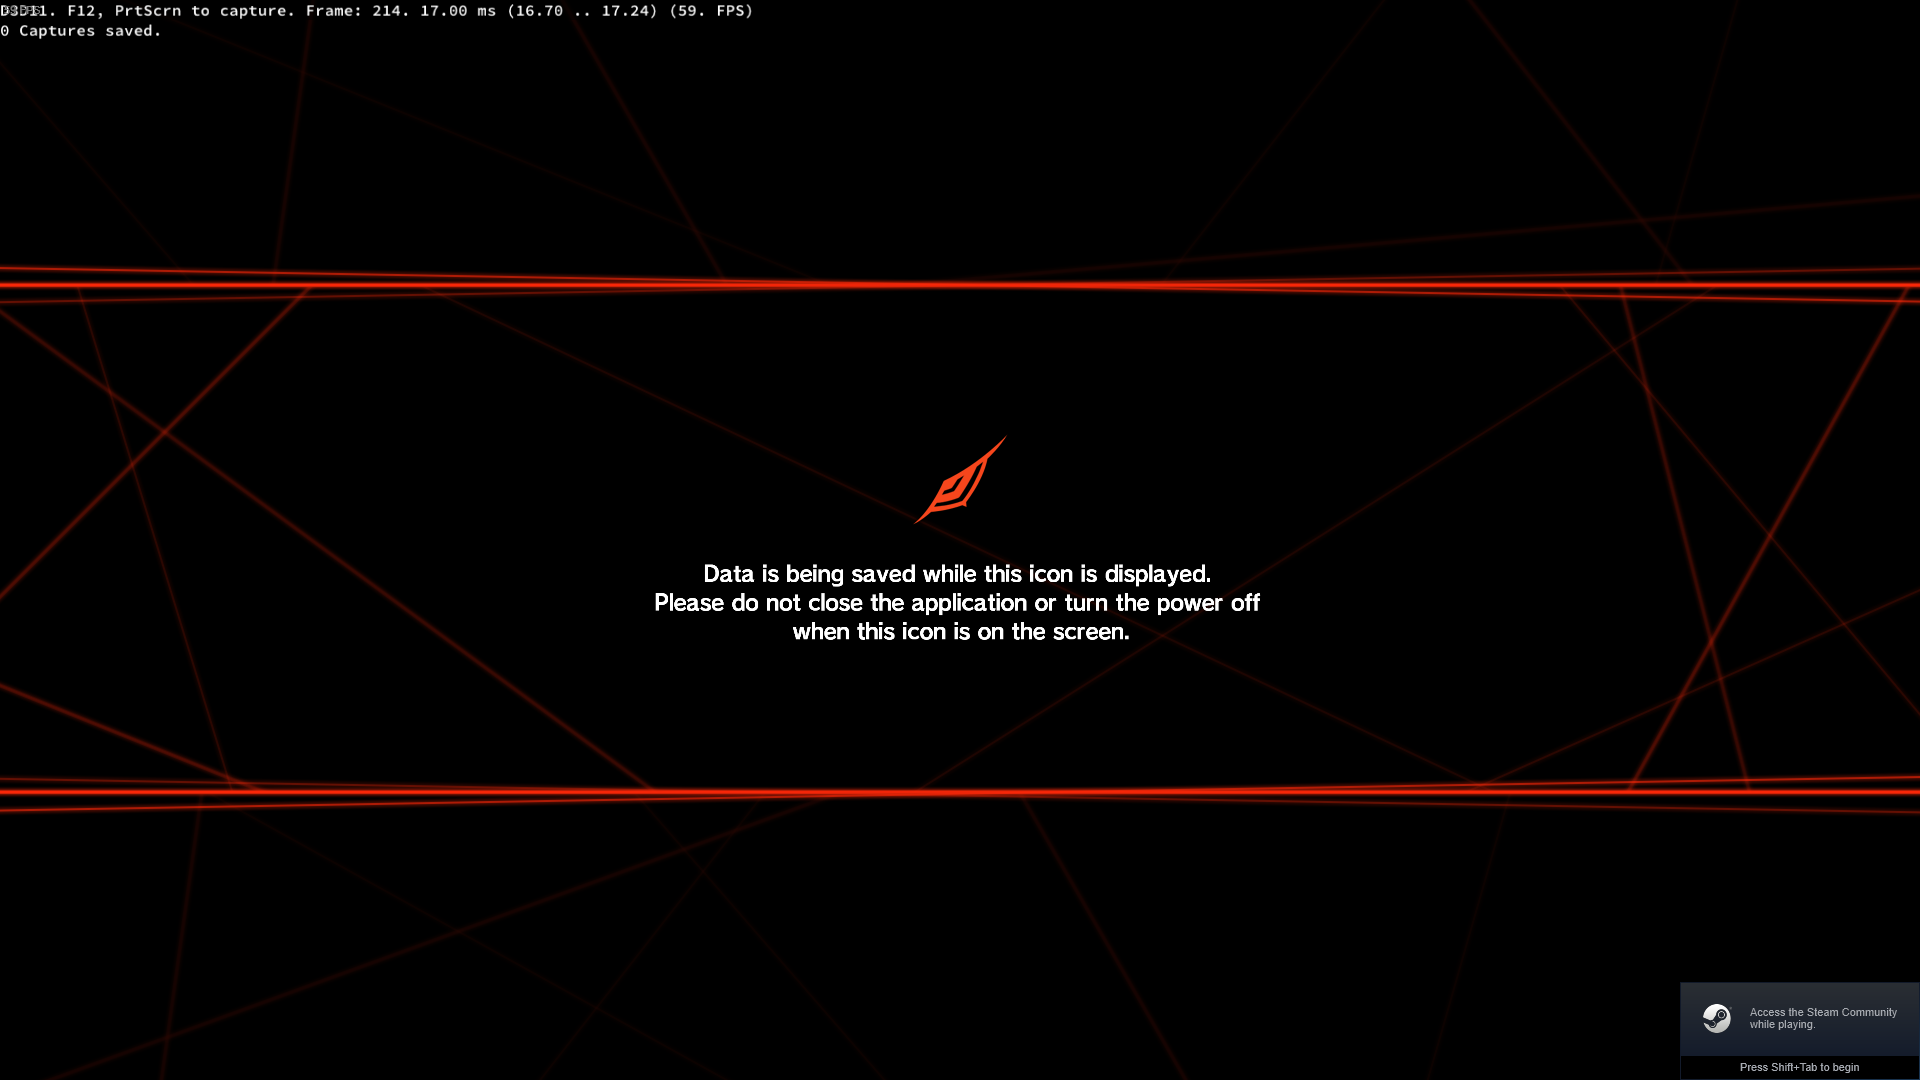 D3D11. F12, PrtScrn to capture. Frame: 214. 17.00 ms (16.70 .. 17.24) (59. FPS)
0 Captures saved.
Data is being saved while this icon is displayed.
Please do not close the application or turn the power off
when this icon is on the screen.
Access the Steam Community
while playing.
Press Shift+Tab to begin